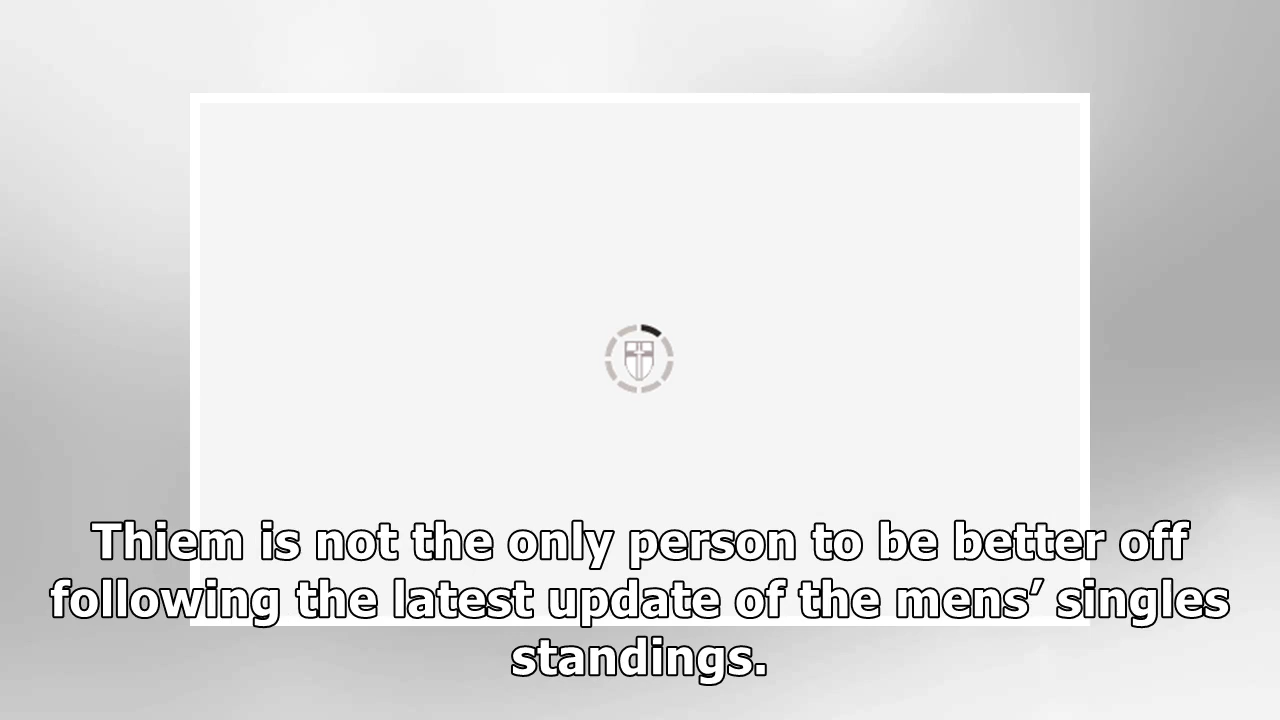 Thiem is not the only person to be better off
following the latest update of the mens’ singles
standings.